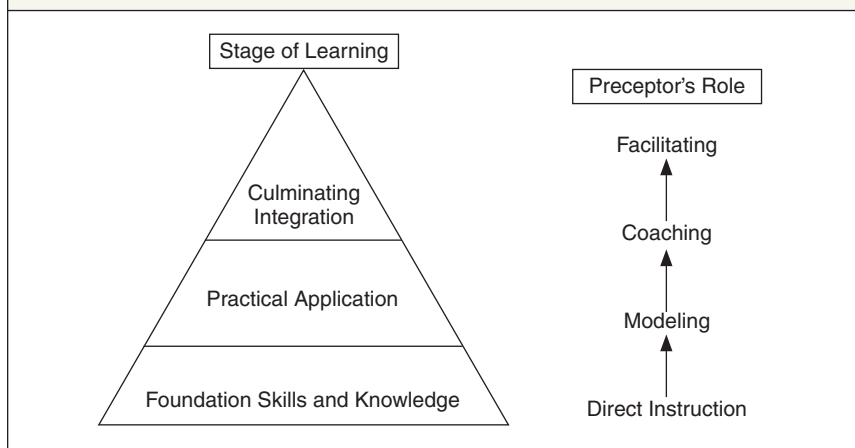 Stage of Learning
Culminating
Integration
Practical Application
Foundation Skills and Knowledge
Preceptor’s Role
Facilitating
Coaching
Modeling
Direct Instruction